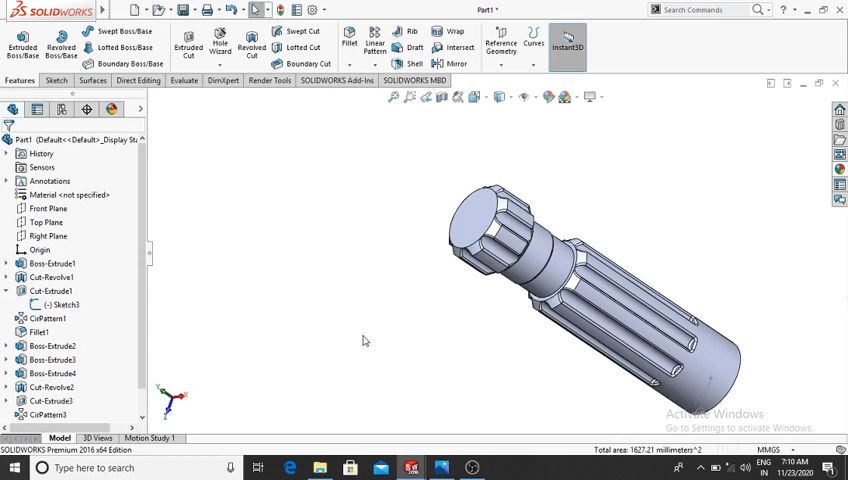 SOLIDWORKS
Part1 *
Search Commands
Extruded Boss/Base
Revolved Boss/Base
Swept Boss/Base
Lofted Boss/Base
Boundary Boss/Base
Extruded Cut
Hole Wizard
Revolved Cut
Swept Cut
Lofted Cut
Boundary Cut
Fillet
Linear Pattern
Rib
Draft
Shell
Wrap
Intersect
Mirror
Reference Geometry
Curves
Instant3D
Features
Sketch
Surfaces
Direct Editing
Evaluate
DimXpert
Render Tools
SOLIDWORKS Add-Ins
SOLIDWORKS MBD
Part1 (Default<<Default>_Display Sta
History
Sensors
Annotations
Material <not specified>
Front Plane
Top Plane
Right Plane
Origin
Boss-Extrude1
Cut-Revolve1
Cut-Extrude1
(-) Sketch3
CirPattern1
Fillet1
Boss-Extrude2
Boss-Extrude3
Boss-Extrude4
Cut-Revolve2
Cut-Extrude3
CirPattern3
Y
X
Z
Activate Windows
Go to Settings to activate Windows.
Model
3D Views
Motion Study 1
SOLIDWORKS Premium 2016 x64 Edition
Total area: 1627.21 millimeters^2
MMGS
Type here to search
SW
ENG
IN
7:10 AM
11/23/2020